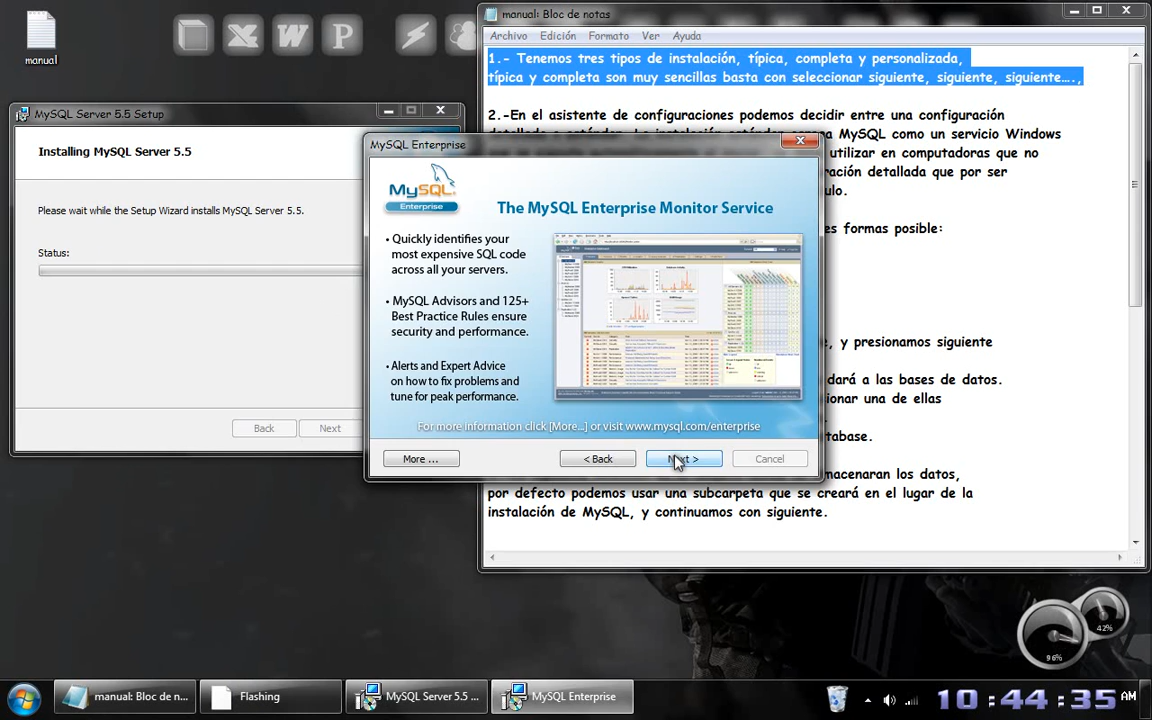 manual
manual: Bloc de notas
Archivo Edición Formato Ver Ayuda
1.- Tenemos tres tipos de instalación, típica, completa y personalizada,
típica y completa son muy sencillas basta con seleccionar siguiente, siguiente, siguiente….,
2.-En el asistente de configuraciones podemos decidir entre una configuración
MySQL como un servicio Windows
utilizar en computadoras que no
ración detallada que por ser
ulo.
es formas posible:
e, y presionamos siguiente
dará a las bases de datos.
ionar una de ellas
tabase.
macenaran los datos,
por defecto podemos usar una subcarpeta que se creará en el lugar de la
instalación de MySQL, y continuamos con siguiente.
MySQL Server 5.5 Setup
Installing MySQL Server 5.5
Please wait while the Setup Wizard installs MySQL Server 5.5.
Status:
Back Next
MySQL Enterprise
MySQL
Enterprise
The MySQL Enterprise Monitor Service
• Quickly identifies your
most expensive SQL code
across all your servers.
• MySQL Advisors and 125+
Best Practice Rules ensure
security and performance.
• Alerts and Expert Advice
on how to fix problems and
tune for peak performance.
For more information click [More...] or visit www.mysql.com/enterprise
More ... < Back Next > Cancel
96% 42%
manual: Bloc de n... Flashing MySQL Server 5.5 ... MySQL Enterprise 10:44:35 AM